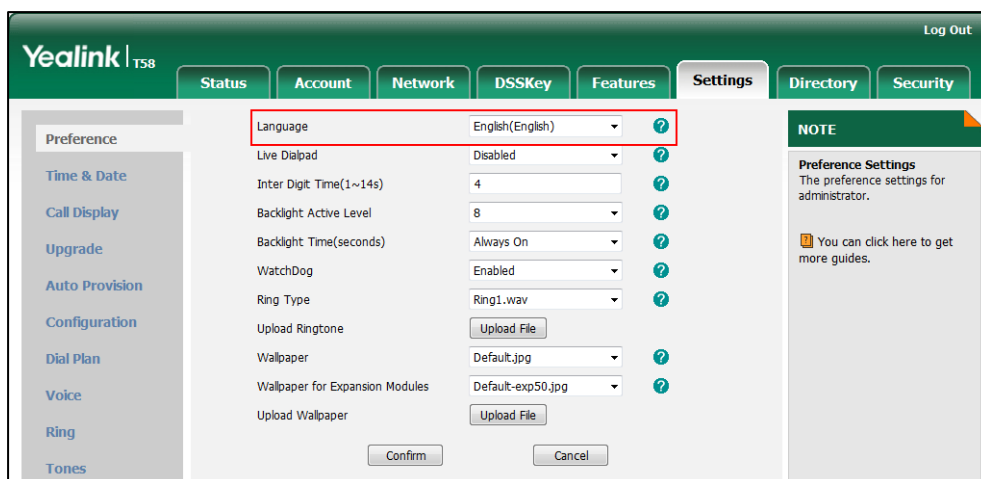 Log Out
Yealink | T58
Status Account Network DSSKey Features Settings Directory Security
Preference
Time & Date
Call Display
Upgrade
Auto Provision
Configuration
Dial Plan
Voice
Ring
Tones
Language English(English) ?
Live Dialpad Disabled ?
Inter Digit Time(1~14s) 4 ?
Backlight Active Level 8 ?
Backlight Time(seconds) Always On ?
WatchDog Enabled ?
Ring Type Ring1.wav ?
Upload Ringtone Upload File
Wallpaper Default.jpg ?
Wallpaper for Expansion Modules Default-exp50.jpg ?
Upload Wallpaper Upload File
Confirm Cancel
NOTE
Preference Settings
The preference settings for
administrator.
? You can click here to get
more guides.